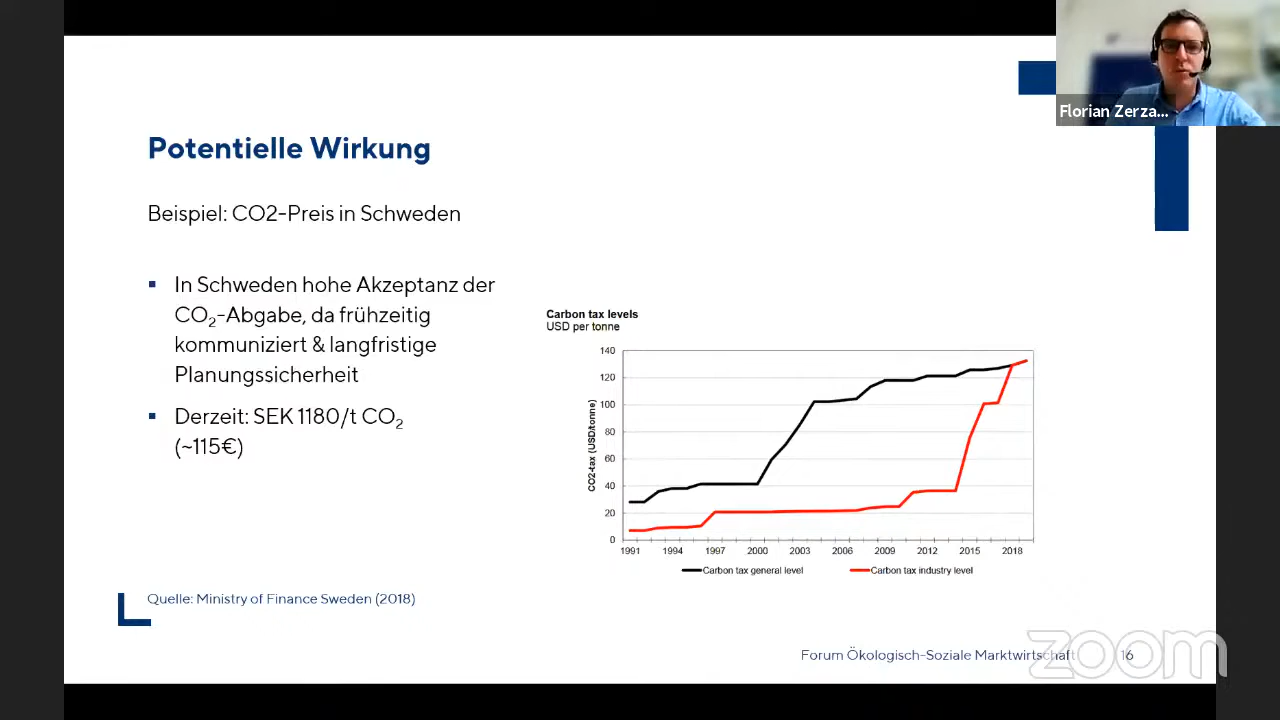 Florian Zerza...
Potentielle Wirkung
Beispiel: CO2-Preis in Schweden
▪ In Schweden hohe Akzeptanz der
CO₂-Abgabe, da frühzeitig
kommuniziert & langfristige
Planungssicherheit
▪ Derzeit: SEK 1180/t CO₂
(~115€)
Carbon tax levels
USD per tonne
CO2-tax (USD/tonne)
140
120
100
80
60
40
20
0
1991 1994 1997 2000 2003 2006 2009 2012 2015 2018
Carbon tax general level Carbon tax industry level
Quelle: Ministry of Finance Sweden (2018)
Forum Ökologisch-Soziale Marktwirtschaft 16
zoom